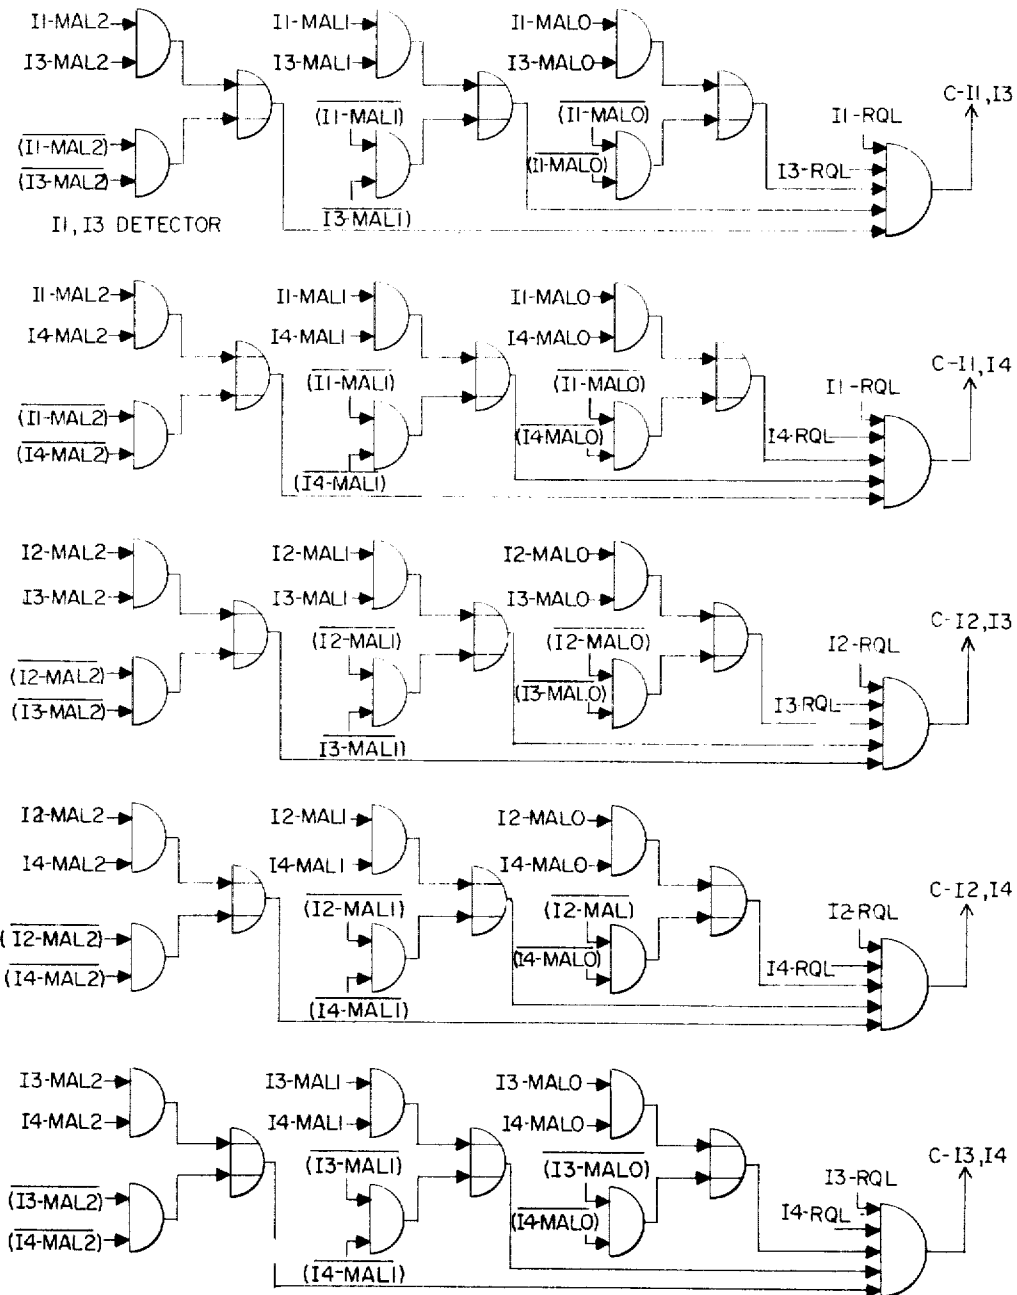 I1-MAL2
I3-MAL2
(I1-MAL2)
(I3-MAL2)
I1, I3 DETECTOR
I1-MAL1
I3-MAL1
(I1-MAL1)
I3-MAL1)
I1-MAL0
I3-MAL0
(I1-MAL0)
(I1-MAL0)
I1-RQL
I3-RQL
C-I1, I3
I1-MAL2
I4-MAL2
(I1-MAL2)
(I4-MAL2)
I1-MAL1
I4-MAL1
(I1-MAL1)
(I4-MAL1)
I1-MAL0
I4-MAL0
(I1-MAL0)
(I4-MAL0)
I1-RQL
I4-RQL
C-I1, I4
I2-MAL2
I3-MAL2
(I2-MAL2)
(I3-MAL2)
I2-MAL1
I3-MAL1
(I2-MAL1)
I3-MAL1)
I2-MAL0
I3-MAL0
(I2-MAL0)
(I3-MAL0)
I2-RQL
I3-RQL
C-I2, I3
I2-MAL2
I4-MAL2
(I2-MAL2)
(I4-MAL2)
I2-MAL1
I4-MAL1
(I2-MAL1)
(I4-MAL1)
I2-MAL0
I4-MAL0
(I2-MAL)
(I4-MAL0)
I2-RQL
I4-RQL
C-I2, I4
I3-MAL2
I4-MAL2
(I3-MAL2)
(I4-MAL2)
I3-MAL1
I4-MAL1
(I3-MAL1)
(I4-MAL1)
I3-MAL0
I4-MAL0
(I3-MAL0)
(I4-MAL0)
I3-RQL
I4-RQL
C-I3, I4